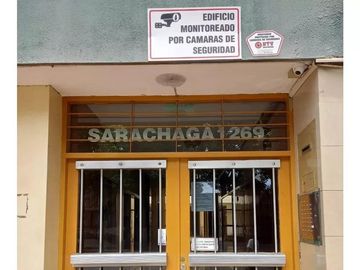 EDIFICIO
MONITOREADO
POR CAMARAS DE
SEGURIDAD
SARACHAGA 1269